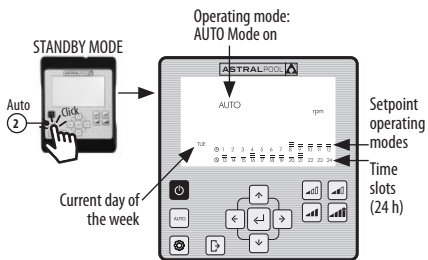 Operating mode:
AUTO Mode on
STANDBY MODE
ASTRALPOOL
ASTRALPOOL
AUTO
rpm
Auto
2
Click
Setpoint
operating
modes
TUE
1 2 3 4 5 6 7 8 9 10 11 12
13 14 15 16 17 18 19 20 21 22 23 24
Time
slots
(24 h)
Current day of
the week
AUTO